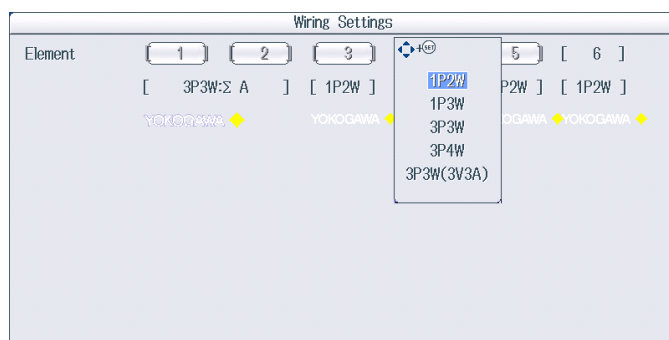 Wiring Settings
Element [ 1 ] [ 2 ] [ 3 ] +SET 5 ] [ 6 ]
[ 3P3W:Σ A ] [ 1P2W ] 1P2W P2W ] [ 1P2W ]
1P3W
YOKOGAWA YOKOGAWA 3P3W OGAWA YOKOGAWA
3P4W
3P3W(3V3A)